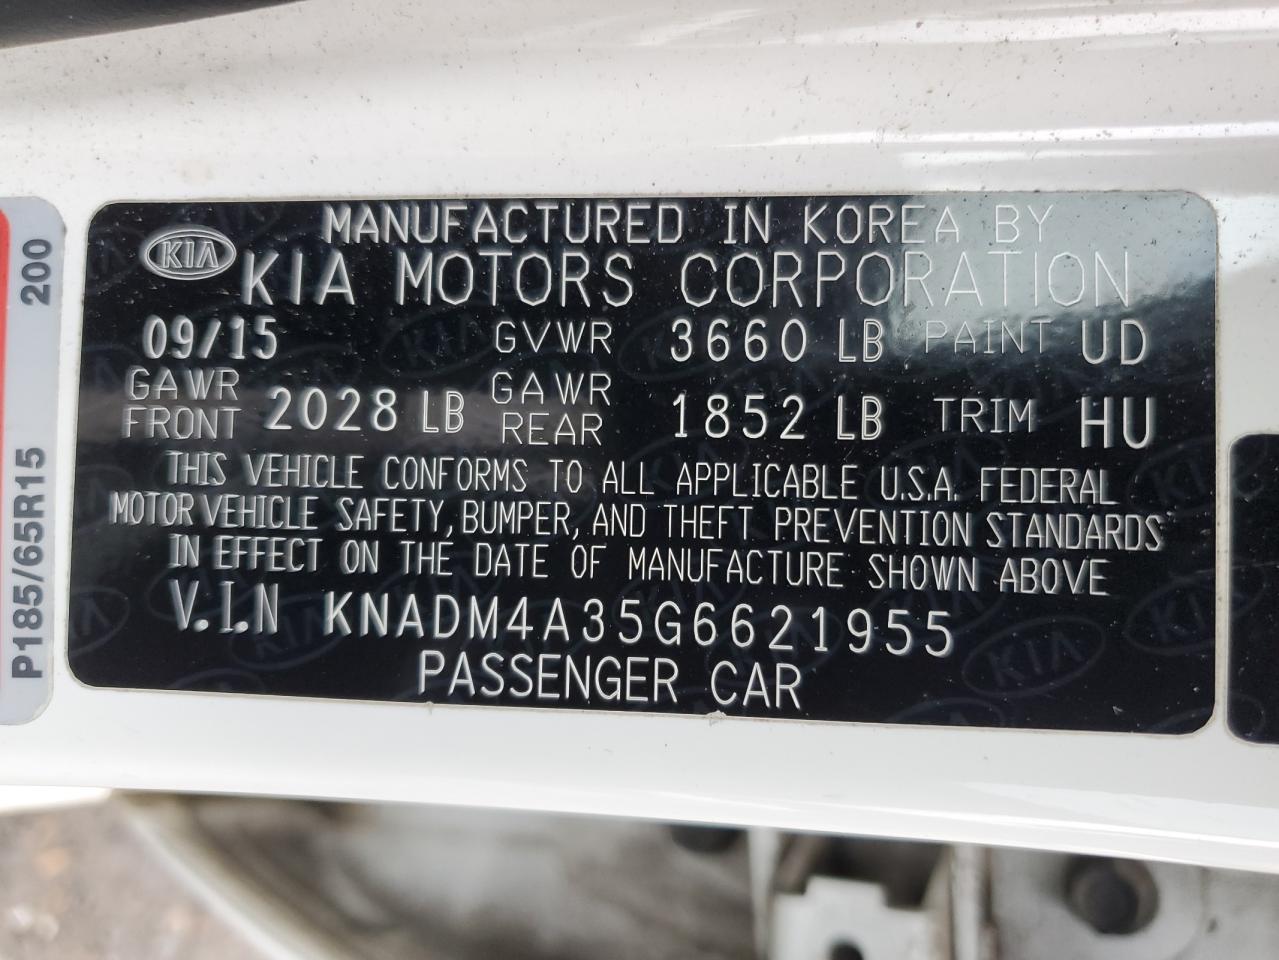 MANUFACTURED IN KOREA BY
KIA
KIA MOTORS CORPORATION
09/15 GVWR 3660 LB PAINT UD
GAWR FRONT 2028 LB GAWR REAR 1852 LB TRIM HU
THIS VEHICLE CONFORMS TO ALL APPLICABLE U.S.A. FEDERAL
MOTOR VEHICLE SAFETY, BUMPER, AND THEFT PREVENTION STANDARDS
IN EFFECT ON THE DATE OF MANUFACTURE SHOWN ABOVE
V.I.N KNADM4A35G6621955
PASSENGER CAR
P185/65R15 200